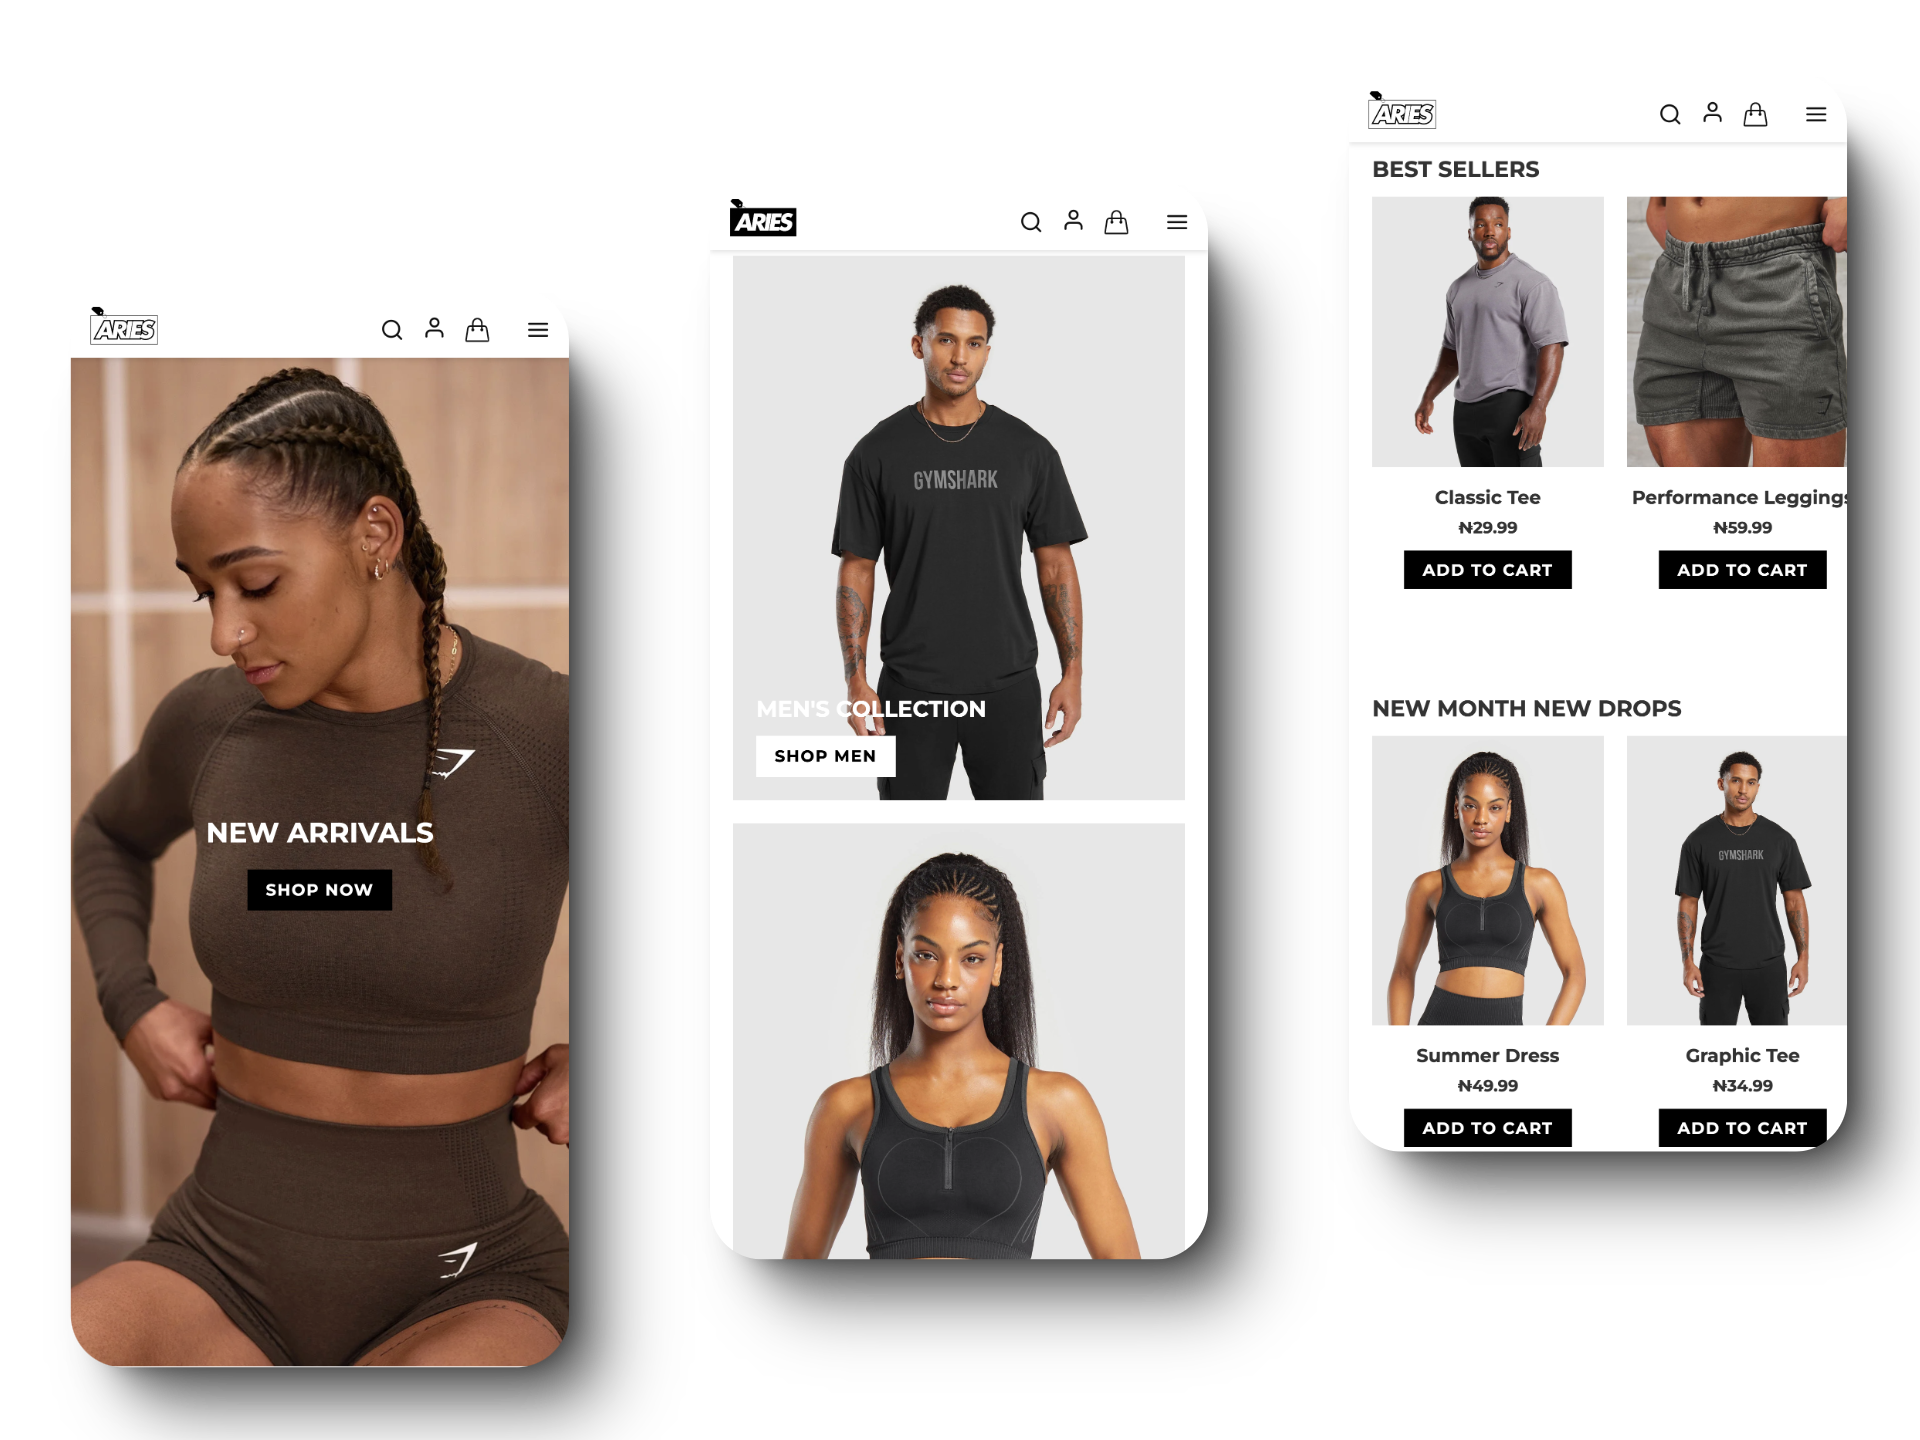 ARIES
NEW ARRIVALS
SHOP NOW
ARIES
GYMSHARK
MEN'S COLLECTION
SHOP MEN
ARIES
BEST SELLERS
Classic Tee
₦29.99
ADD TO CART
Performance Leggings
₦59.99
ADD TO CART
NEW MONTH NEW DROPS
GYMSHARK
Summer Dress
₦49.99
ADD TO CART
Graphic Tee
₦34.99
ADD TO CART